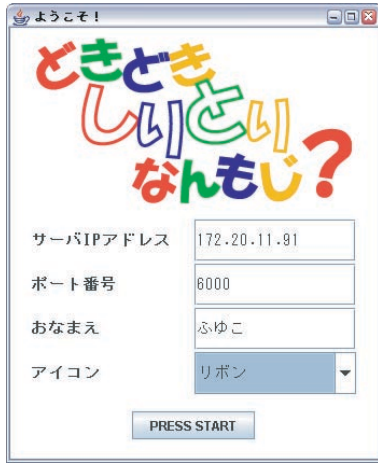 ようこそ!
どきどき
しりとり
なんもじ?
サーバIPアドレス 172.20.11.91
ポート番号 6000
おなまえ ふゆこ
アイコン リボン
PRESS START